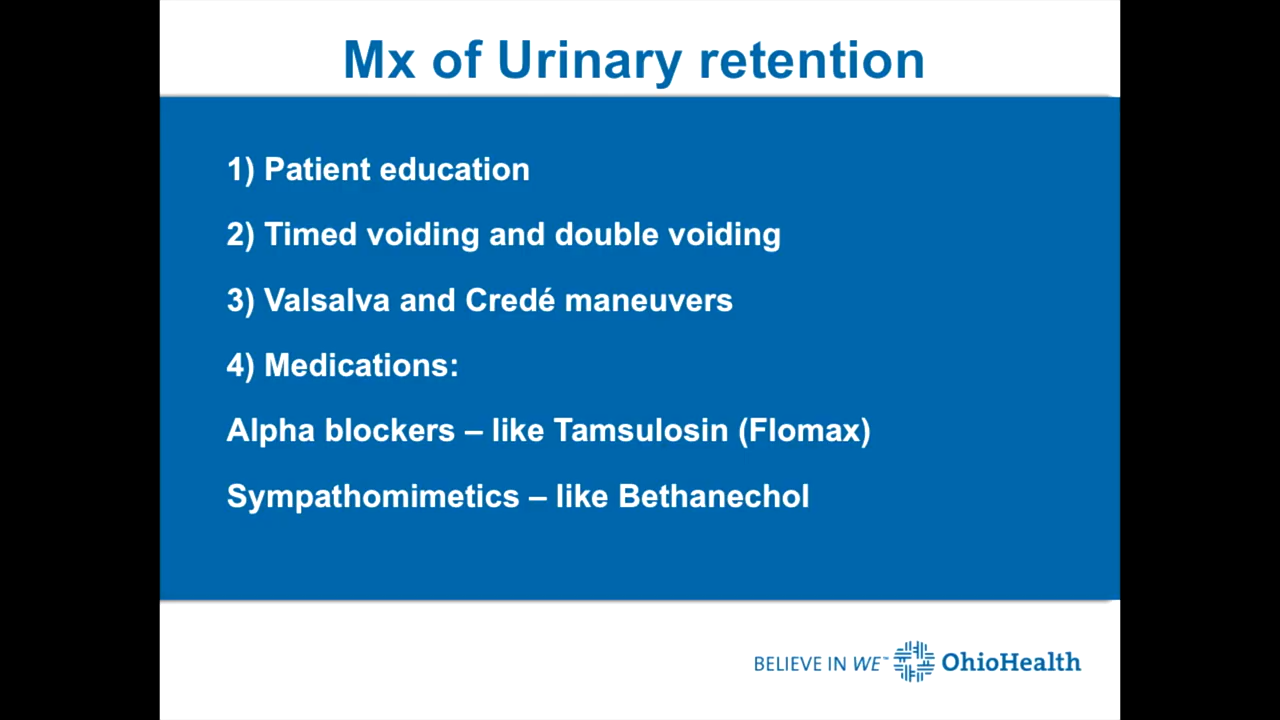 Mx of Urinary retention
1) Patient education
2) Timed voiding and double voiding
3) Valsalva and Credé maneuvers
4) Medications:
Alpha blockers – like Tamsulosin (Flomax)
Sympathomimetics – like Bethanechol
BELIEVE IN WE™ OhioHealth